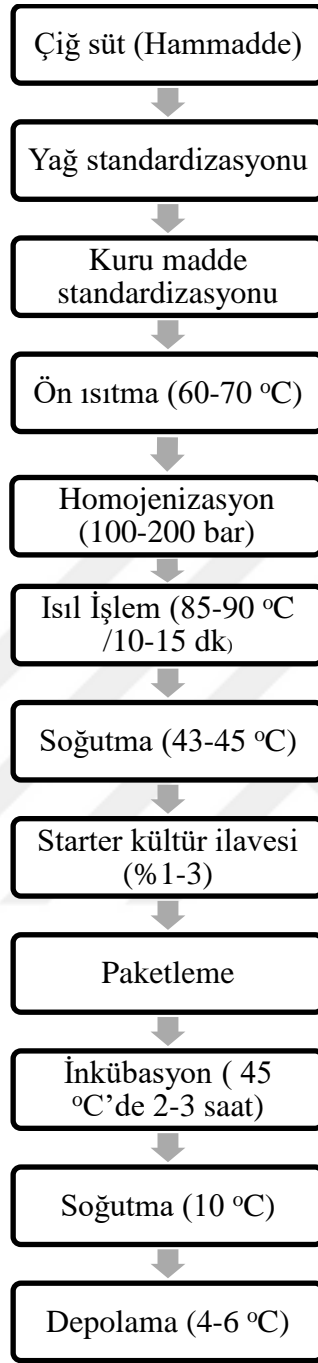 Çiğ süt (Hammadde)
Yağ standardizasyonu
Kuru madde
standardizasyonu
Ön ısıtma (60-70 ºC)
Homojenizasyon
(100-200 bar)
Isıl İşlem (85-90 ºC
/10-15 dk)
Soğutma (43-45 ºC)
Starter kültür ilavesi
(%1-3)
Paketleme
İnkübasyon ( 45
ºC’de 2-3 saat)
Soğutma (10 ºC)
Depolama (4-6 ºC)